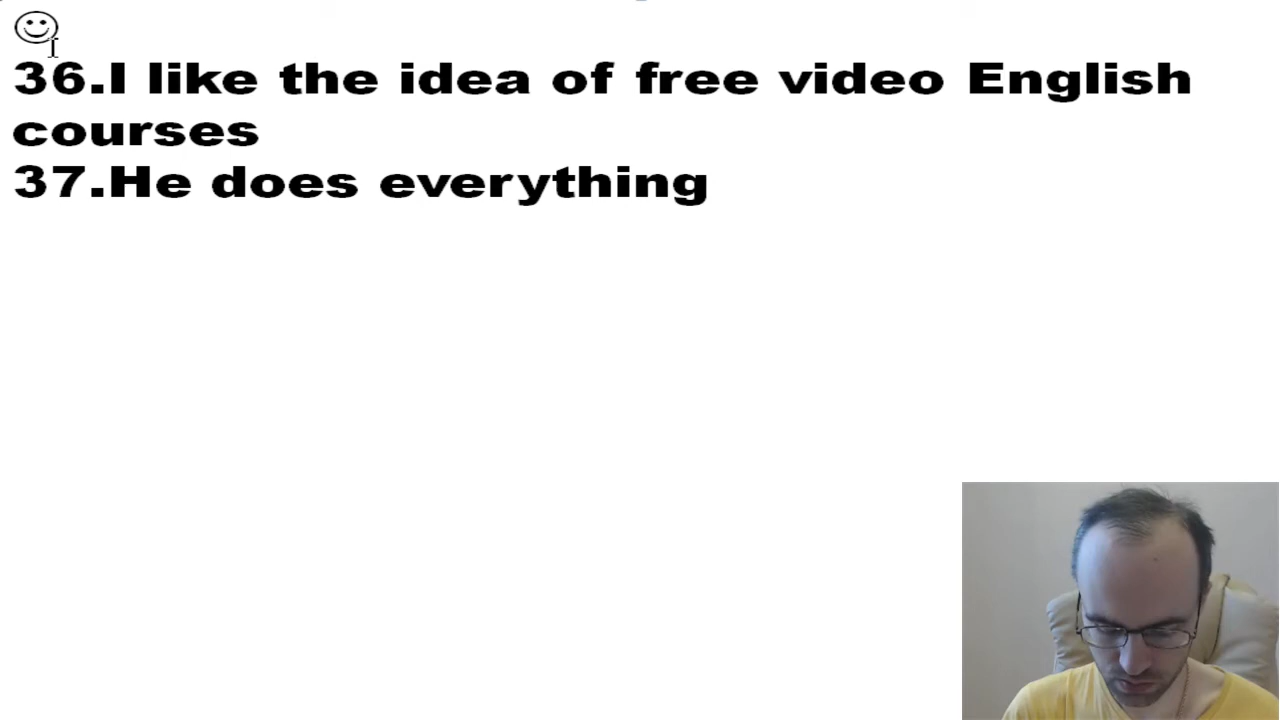 36.I like the idea of free video English
courses
37.He does everything